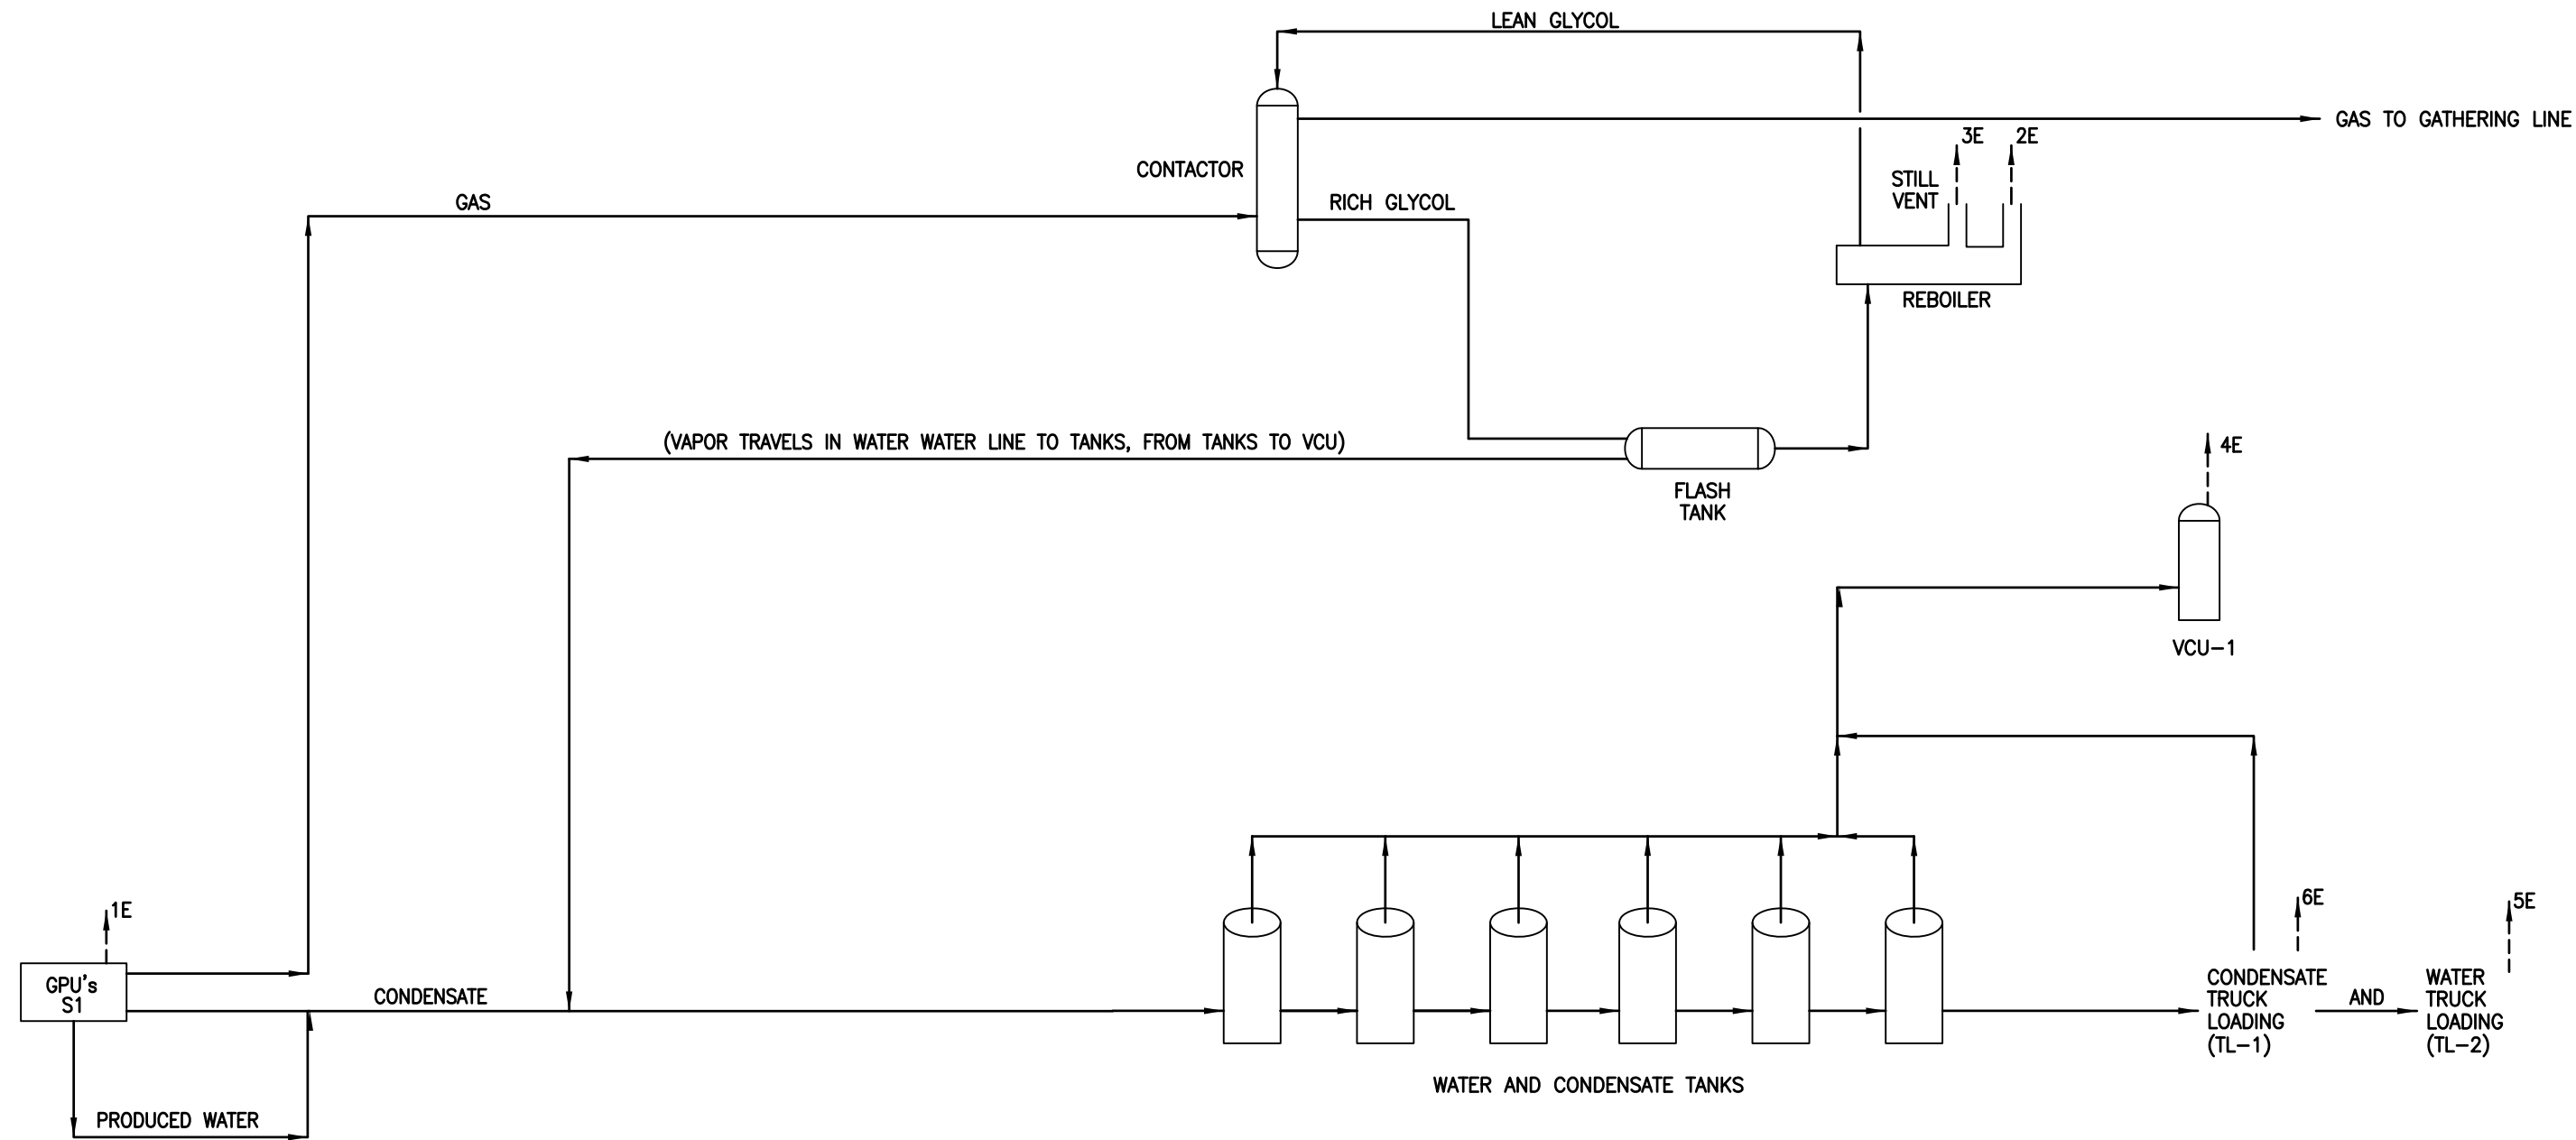 LEAN GLYCOL
GAS TO GATHERING LINE
3E
2E
CONTACTOR
STILL
VENT
GAS
RICH GLYCOL
REBOILER
(VAPOR TRAVELS IN WATER WATER LINE TO TANKS, FROM TANKS TO VCU)
4E
FLASH
TANK
VCU-1
1E
6E
5E
GPU's
S1
CONDENSATE
CONDENSATE
TRUCK
LOADING
(TL-1)
AND
WATER
TRUCK
LOADING
(TL-2)
WATER AND CONDENSATE TANKS
PRODUCED WATER